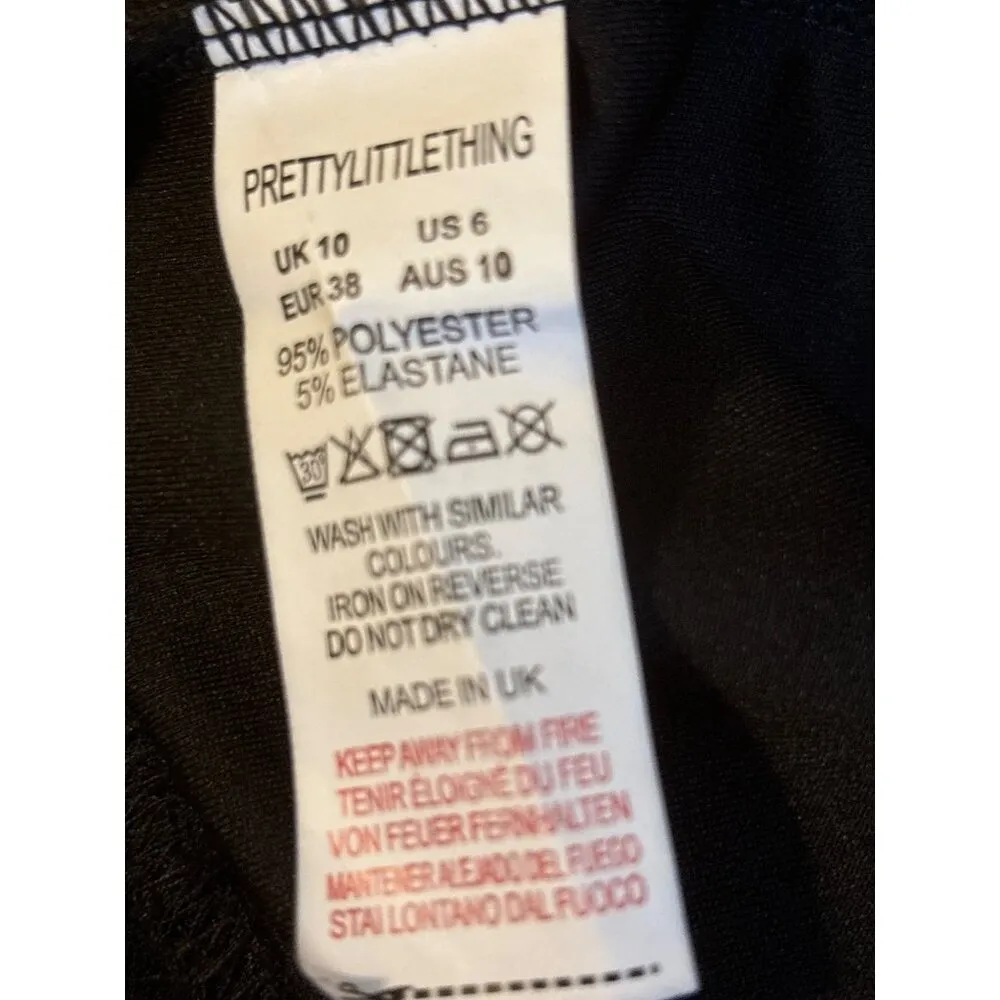 PRETTYLITTLETHING
UK 10 US 6
EUR 38 AUS 10
95% POLYESTER
5% ELASTANE
30°
WASH WITH SIMILAR
COLOURS.
IRON ON REVERSE
DO NOT DRY CLEAN
MADE IN UK
KEEP AWAY FROM FIRE
TENIR ÉLOIGNÉ DU FEU
VON FEUER FERNHALTEN
MANTENER ALEJADO DEL FUEGO
STAI LONTANO DAL FUOCO